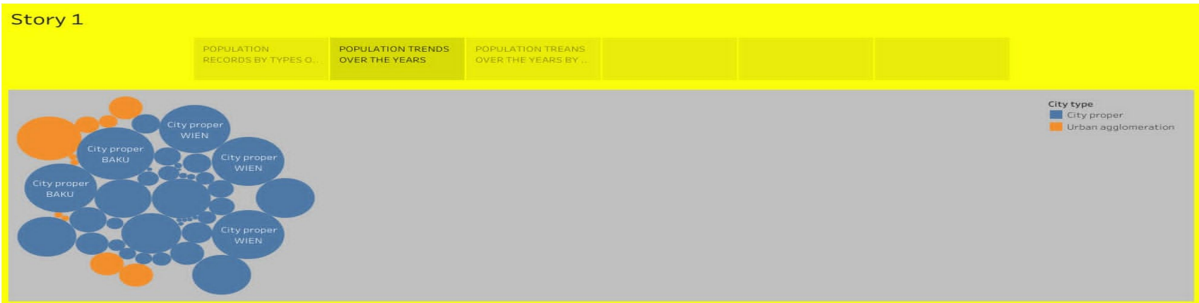 Story 1
POPULATION
RECORDS BY TYPES O..
POPULATION TRENDS
OVER THE YEARS
POPULATION TREANS
OVER THE YEARS BY ..
City type
City proper
Urban agglomeration
City proper
WIEN
City proper
BAKU
City proper
WIEN
City proper
BAKU
City proper
WIEN